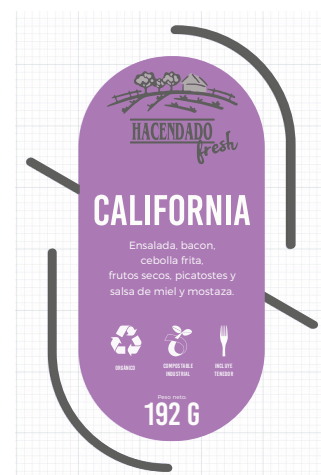 HACENDADO
fresh
CALIFORNIA
Ensalada, bacon,
cebolla frita,
frutos secos, picatostes y
salsa de miel y mostaza.
ORGÁNICO
COMPOSTABLE
INDUSTRIAL
INCLUYE
TENEDOR
Peso neto:
192 G